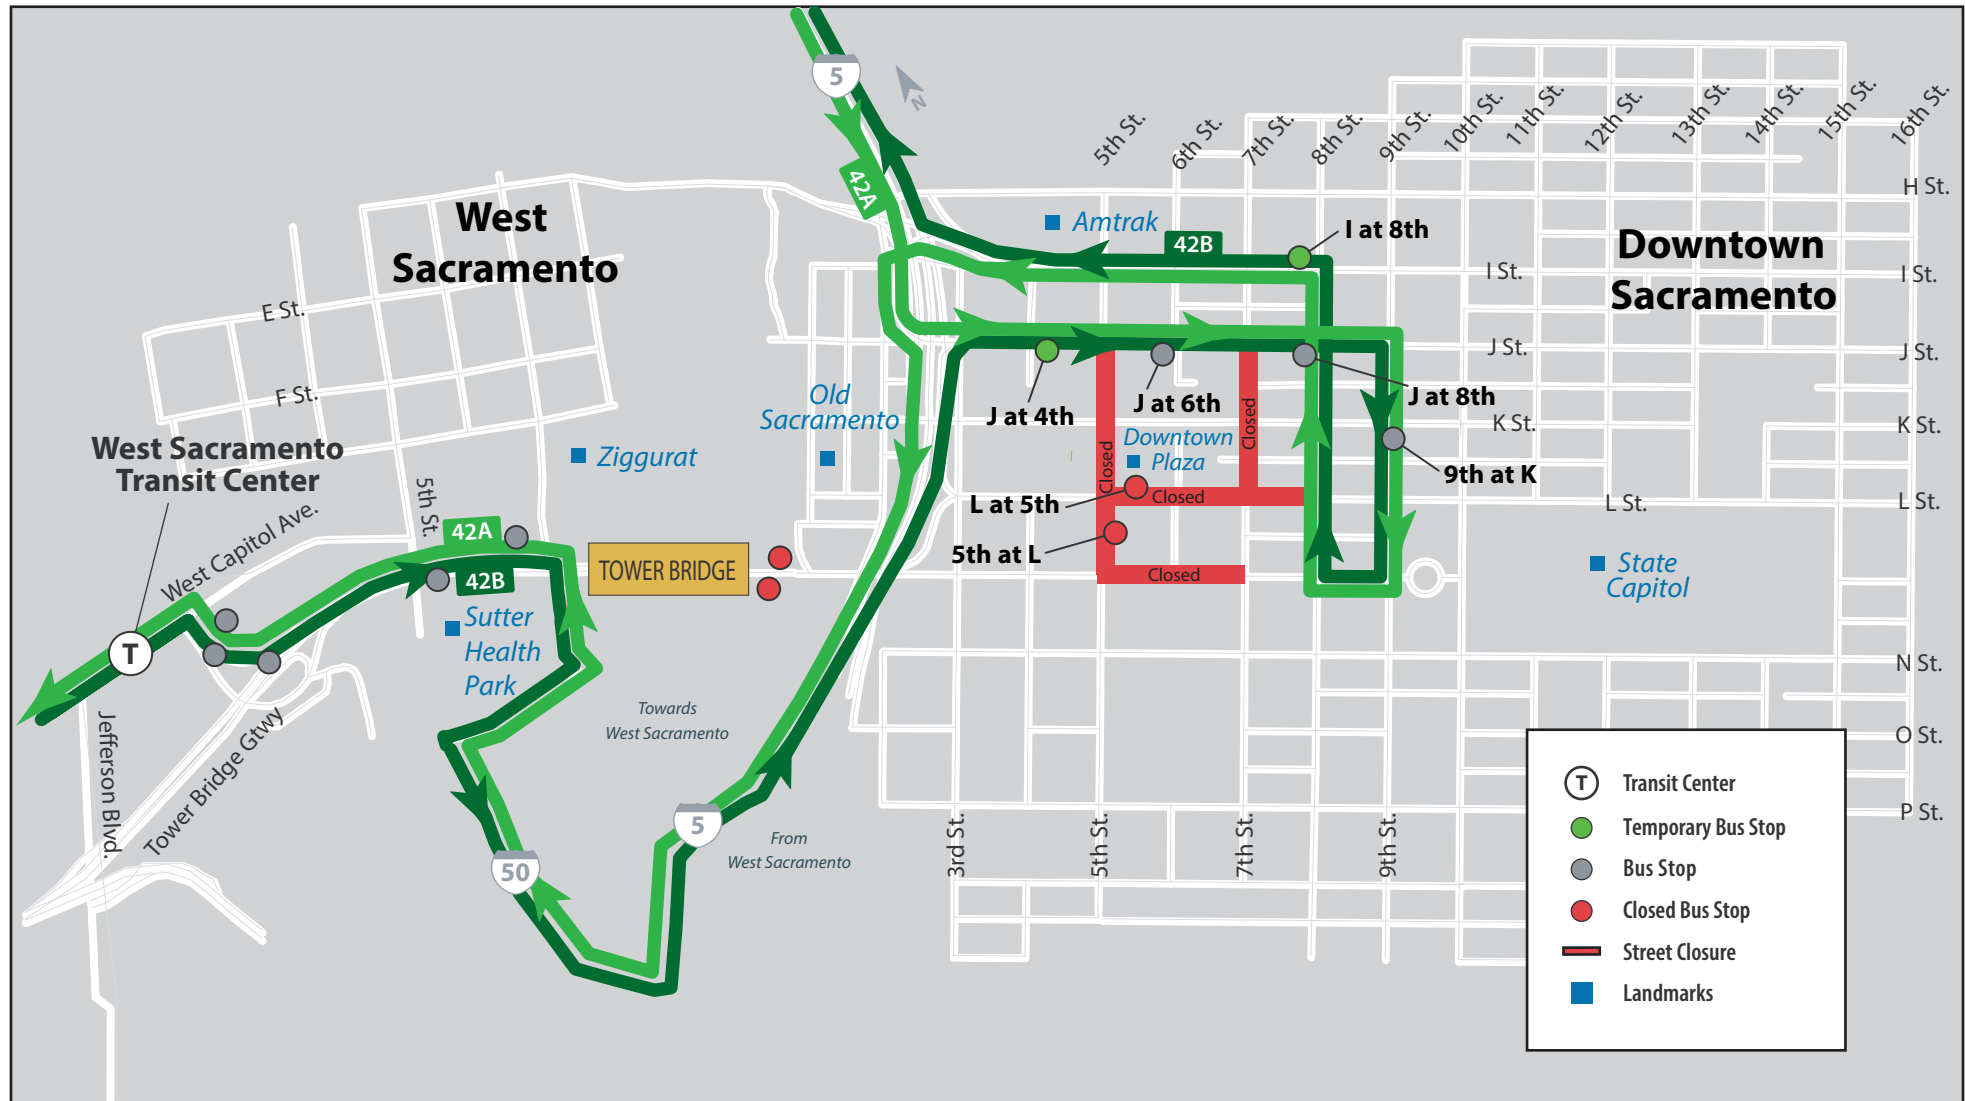 5
N
42A
5th St.
6th St.
7th St.
8th St.
9th St.
10th St.
11th St.
12th St.
13th St.
14th St.
15th St.
16th St.
H St.
West
Sacramento
Amtrak
42B
I at 8th
Downtown
Sacramento
I St.
I St.
E St.
J St.
J St.
F St.
Old
Sacramento
J at 4th
J at 6th
J at 8th
Closed
Closed
K St.
K St.
West Sacramento
Transit Center
Ziggurat
Downtown
Plaza
9th at K
5th St.
L at 5th
Closed
L St.
L St.
West Capitol Ave.
42A
5th at L
TOWER BRIDGE
Closed
State
Capitol
42B
Sutter
Health
Park
T
N St.
Towards
West Sacramento
Jefferson Blvd.
Tower Bridge Gtwy
O St.
5
From
West Sacramento
3rd St.
5th St.
7th St.
9th St.
P St.
50
T
Transit Center
Temporary Bus Stop
Bus Stop
Closed Bus Stop
Street Closure
Landmarks